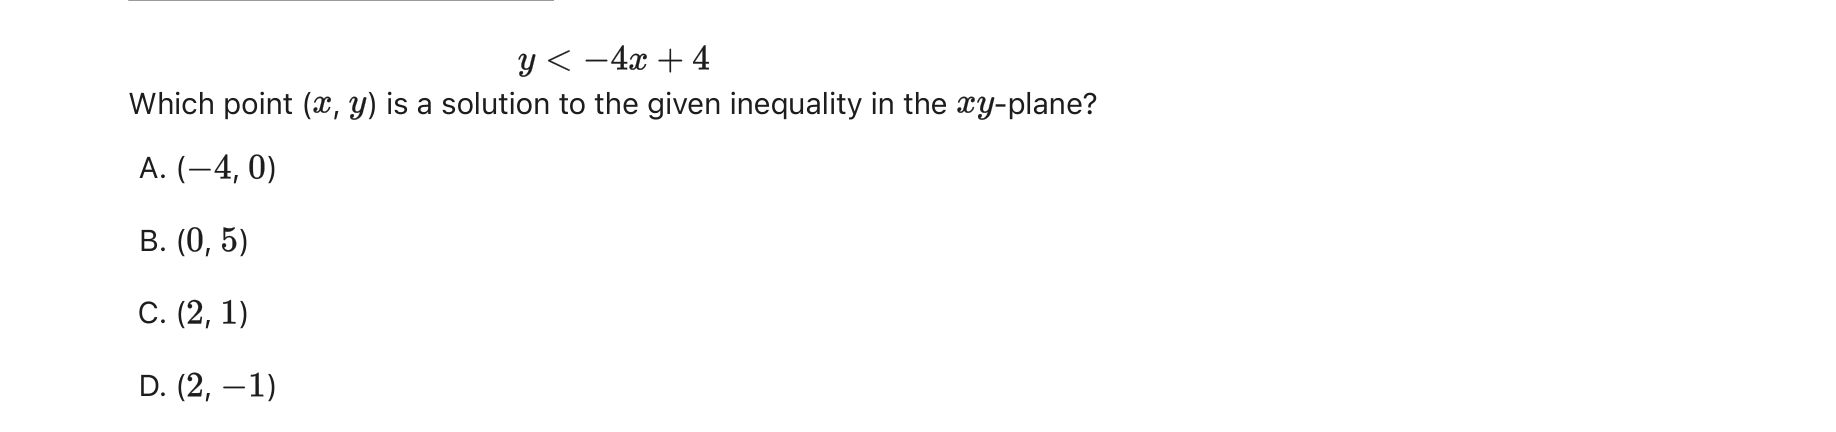 y < −4x + 4
Which point (x, y) is a solution to the given inequality in the xy-plane?
A. (−4, 0)
B. (0, 5)
C. (2, 1)
D. (2, −1)